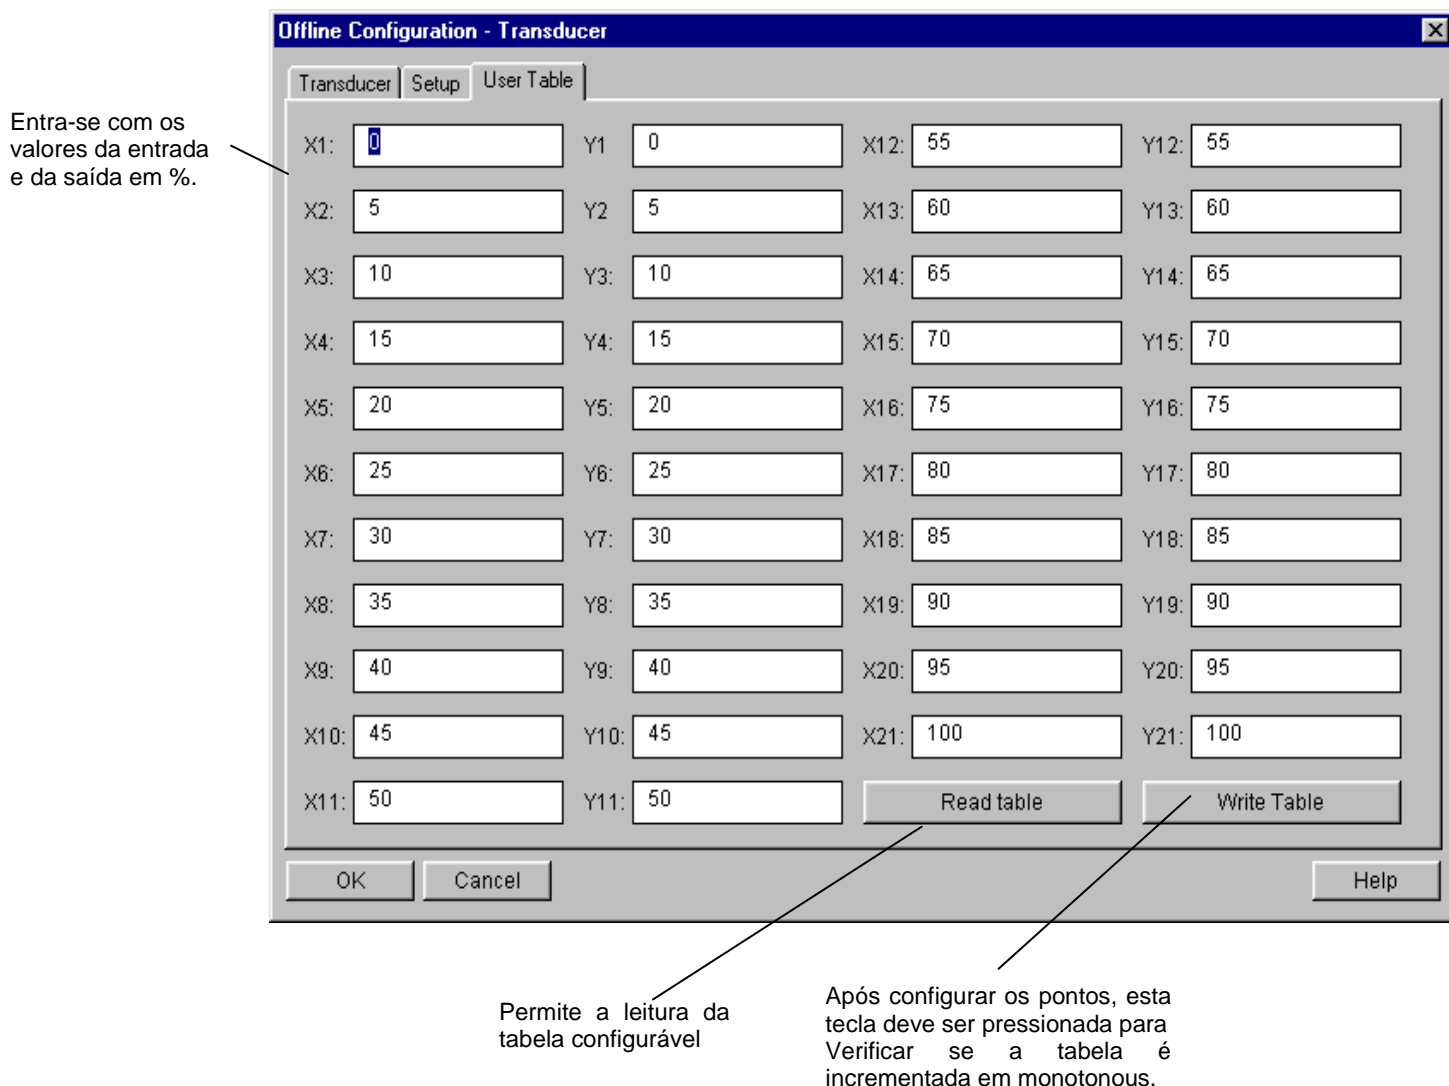 Offline Configuration - Transducer
Transducer Setup User Table
Entra-se com os
valores da entrada
e da saída em %.
X1: 0 Y1 0 X12: 55 Y12: 55
X2: 5 Y2 5 X13: 60 Y13: 60
X3: 10 Y3: 10 X14: 65 Y14: 65
X4: 15 Y4: 15 X15: 70 Y15: 70
X5: 20 Y5: 20 X16: 75 Y16: 75
X6: 25 Y6: 25 X17: 80 Y17: 80
X7: 30 Y7: 30 X18: 85 Y18: 85
X8: 35 Y8: 35 X19: 90 Y19: 90
X9: 40 Y9: 40 X20: 95 Y20: 95
X10: 45 Y10: 45 X21: 100 Y21: 100
X11: 50 Y11: 50 Read table Write Table
OK Cancel Help
Permite a leitura da
tabela configurável
Após configurar os pontos, esta
tecla deve ser pressionada para
Verificar se a tabela é
incrementada em monotonous.